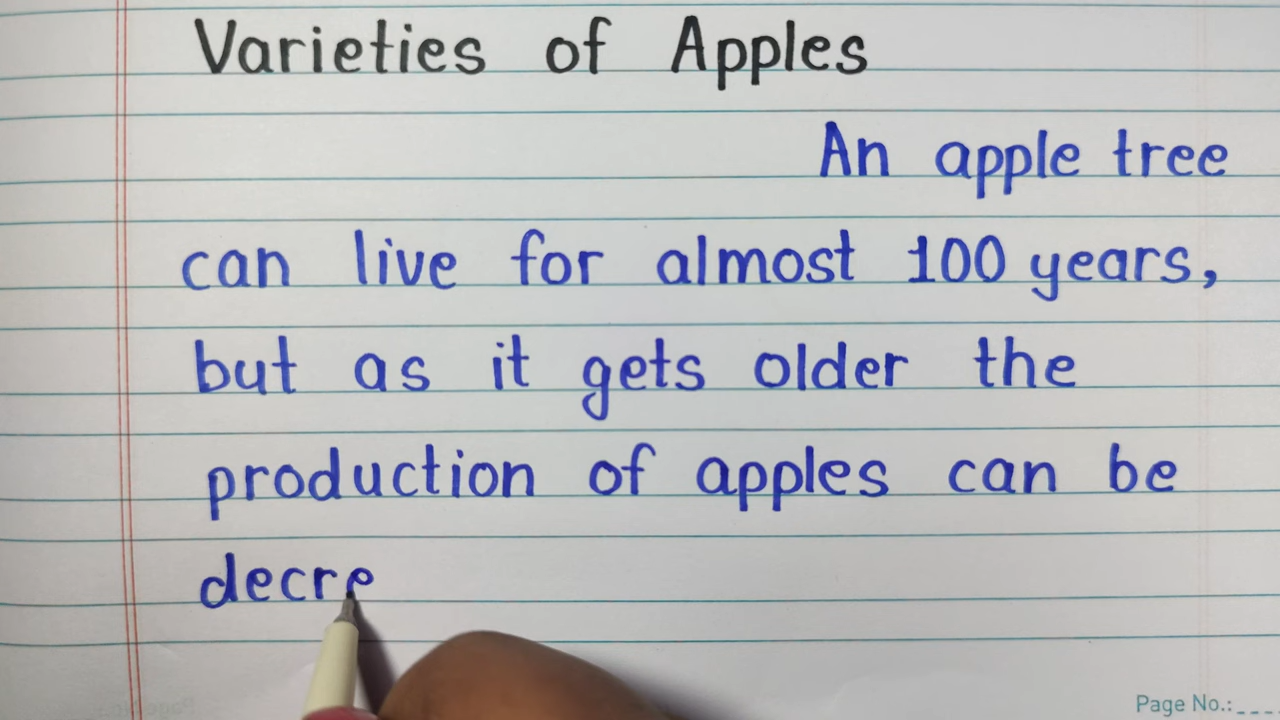 Varieties of Apples
An apple tree
can live for almost 100 years,
but as it gets older the
production of apples can be
decre
Page No.: